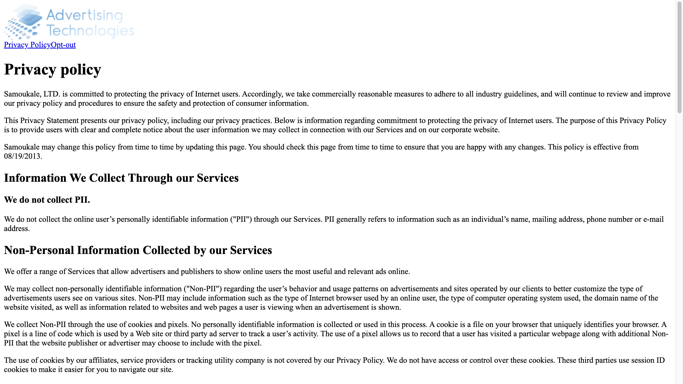 Advertising
Technologies
Privacy PolicyOpt-out
Privacy policy
Samoukale, LTD. is committed to protecting the privacy of Internet users. Accordingly, we take commercially reasonable measures to adhere to all industry guidelines, and will continue to review and improve
our privacy policy and procedures to ensure the safety and protection of consumer information.
This Privacy Statement presents our privacy policy, including our privacy practices. Below is information regarding commitment to protecting the privacy of Internet users. The purpose of this Privacy Policy
is to provide users with clear and complete notice about the user information we may collect in connection with our Services and on our corporate website.
Samoukale may change this policy from time to time by updating this page. You should check this page from time to time to ensure that you are happy with any changes. This policy is effective from
08/19/2013.
Information We Collect Through our Services
We do not collect PII.
We do not collect the online user’s personally identifiable information ("PII") through our Services. PII generally refers to information such as an individual’s name, mailing address, phone number or e-mail
address.
Non-Personal Information Collected by our Services
We offer a range of Services that allow advertisers and publishers to show online users the most useful and relevant ads online.
We may collect non-personally identifiable information ("Non-PII") regarding the user’s behavior and usage patterns on advertisements and sites operated by our clients to better customize the type of
advertisements users see on various sites. Non-PII may include information such as the type of Internet browser used by an online user, the type of computer operating system used, the domain name of the
website visited, as well as information related to websites and web pages a user is viewing when an advertisement is shown.
We collect Non-PII through the use of cookies and pixels. No personally identifiable information is collected or used in this process. A cookie is a file on your browser that uniquely identifies your browser. A
pixel is a line of code which is used by a Web site or third party ad server to track a user’s activity. The use of a pixel allows us to record that a user has visited a particular webpage along with additional Non-
PII that the website publisher or advertiser may choose to include with the pixel.
The use of cookies by our affiliates, service providers or tracking utility company is not covered by our Privacy Policy. We do not have access or control over these cookies. These third parties use session ID
cookies to make it easier for you to navigate our site.